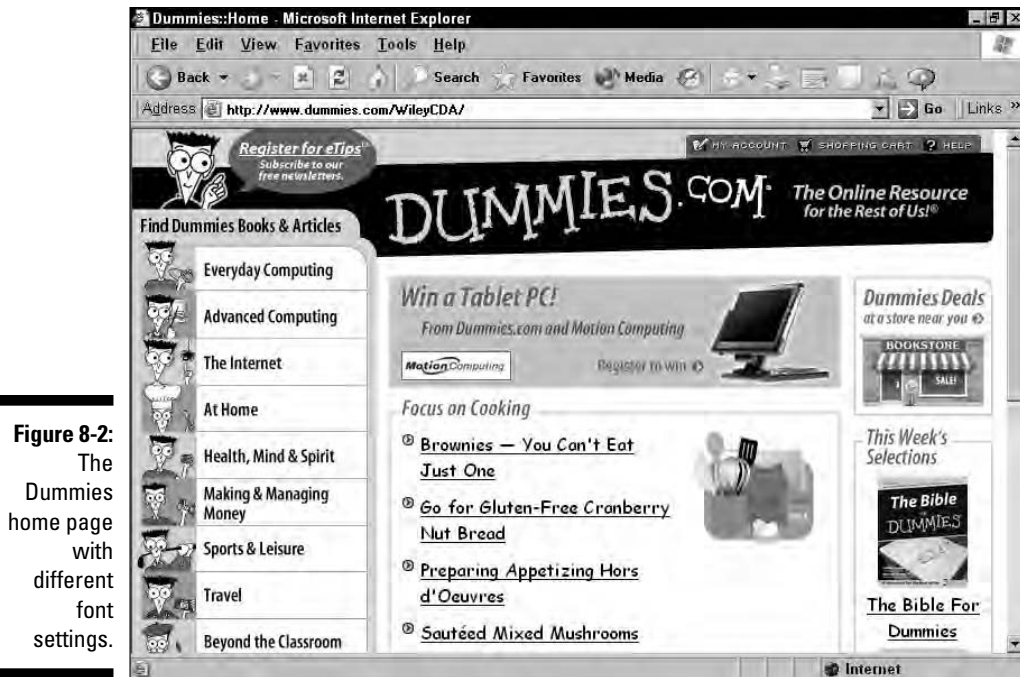 Dummies::Home - Microsoft Internet Explorer
File Edit View Favorites Tools Help
Back Search Favorites Media
Address http://www.dummies.com/WileyCDA/ Go Links »
Register for eTips
Subscribe to our
free newsletters.
MY ACCOUNT SHOPPING CART ? HELP
DUMMIES.COM
The Online Resource
for the Rest of Us!®
Find Dummies Books & Articles
Everyday Computing
Advanced Computing
The Internet
At Home
Health, Mind & Spirit
Making & Managing
Money
Sports & Leisure
Travel
Beyond the Classroom
Win a Tablet PC!
From Dummies.com and Motion Computing
Motion Computing
Register to win
Focus on Cooking
Brownies — You Can't Eat
Just One
Go for Gluten-Free Cranberry
Nut Bread
Preparing Appetizing Hors
d'Oeuvres
Sautéed Mixed Mushrooms
Dummies Deals
at a store near you
BOOKSTORE
SALE!
This Week's
Selections
The Bible
DUMMIES
The Bible For
Dummies
Internet
Figure 8-2:
The
Dummies
home page
with
different
font
settings.